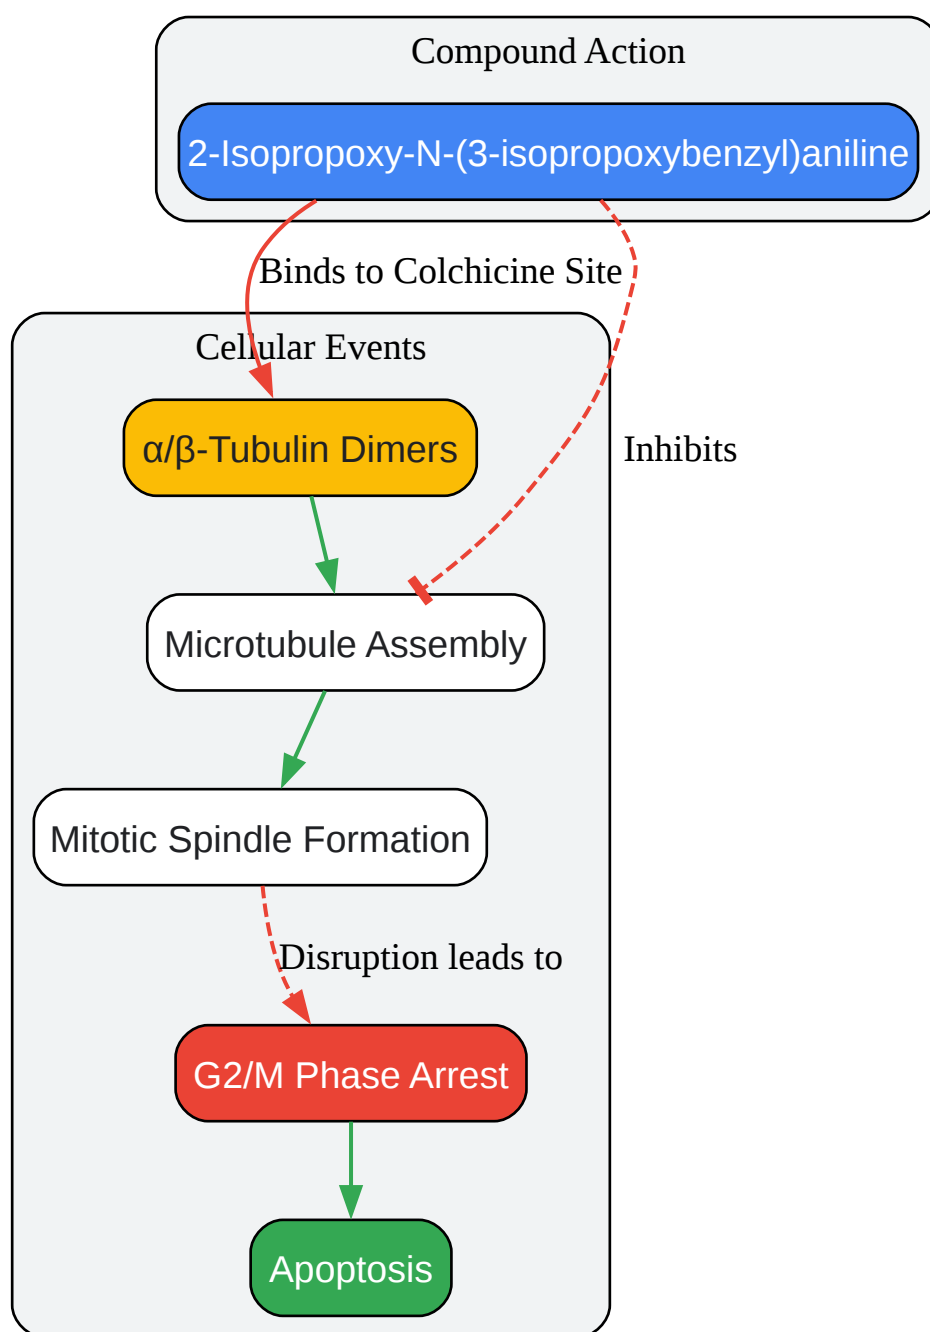 Compound Action
2-Isopropoxy-N-(3-isopropoxybenzyl)aniline
Binds to Colchicine Site
Cellular Events
α/β-Tubulin Dimers
Inhibits
Microtubule Assembly
Mitotic Spindle Formation
Disruption leads to
G2/M Phase Arrest
Apoptosis